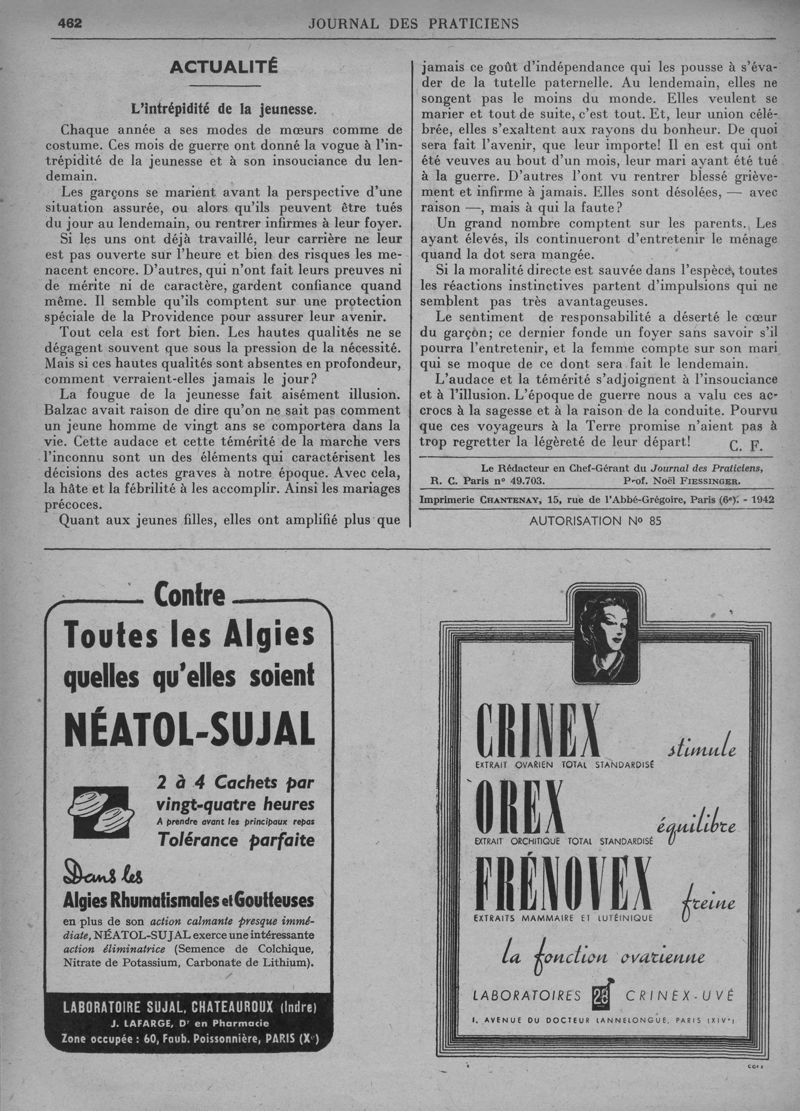 462
JOURNAL DES PRATICIENS
ACTUALITÉ
L'intrépidité de la jeunesse.
Chaque année a ses modes de mœurs comme de
costume. Ces mois de guerre ont donné la vogue à l'in-
trépidité de la jeunesse et à son insouciance du len-
demain.
Les garçons se marient avant la perspective d'une
situation assurée, ou alors qu'ils peuvent être tués
du jour au lendemain, ou rentrer infirmes à leur foyer.
Si les uns ont déjà travaillé, leur carrière ne leur
est pas ouverte sur l'heure et bien des risques les me-
nacent encore. D'autres, qui n'ont fait leurs preuves ni
de mérite ni de caractère, gardent confiance quand
même. Il semble qu'ils comptent sur une protection
spéciale de la Providence pour assurer leur avenir.
Tout cela est fort bien. Les hautes qualités ne se
dégagent souvent que sous la pression de la nécessité.
Mais si ces hautes qualités sont absentes en profondeur,
comment verraient-elles jamais le jour?
La fougue de la jeunesse fait aisément illusion.
Balzac avait raison de dire qu'on ne sait pas comment
un jeune homme de vingt ans se comportera dans la
vie. Cette audace et cette témérité de la marche vers
l'inconnu sont un des éléments qui caractérisent les
décisions des actes graves à notre époque. Avec cela,
la hâte et la fébrilité à les accomplir. Ainsi les mariages
précoces.
Quant aux jeunes filles, elles ont amplifié plus que
jamais ce goût d'indépendance qui les pousse à s'éva-
der de la tutelle paternelle. Au lendemain, elles ne
songent pas le moins du monde. Elles veulent se
marier et tout de suite, c'est tout. Et, leur union célé-
brée, elles s'exaltent aux rayons du bonheur. De quoi
sera fait l'avenir, que leur importe! Il en est qui ont
été veuves au bout d'un mois, leur mari ayant été tué
à la guerre. D'autres l'ont vu rentrer blessé griève-
ment et infirme à jamais. Elles sont désolées, — avec
raison —, mais à qui la faute?
Un grand nombre comptent sur les parents. Les
ayant élevés, ils continueront d'entretenir le ménage
quand la dot sera mangée.
Si la moralité directe est sauvée dans l'espèce, toutes
les réactions instinctives partent d'impulsions qui ne
semblent pas très avantageuses.
Le sentiment de responsabilité a déserté le cœur
du garçon; ce dernier fonde un foyer sans savoir s'il
pourra l'entretenir, et la femme compte sur son mari
qui se moque de ce dont sera fait le lendemain.
L'audace et la témérité s'adjoignent à l'insouciance
et à l'illusion. L'époque de guerre nous a valu ces ac-
crocs à la sagesse et à la raison de la conduite. Pourvu
que ces voyageurs à la Terre promise n'aient pas à
trop regretter la légèreté de leur départ! C. F.
Le Rédacteur en Chef-Gérant du Journal des Praticiens,
R. C. Paris n° 49.703. Prof. Noël FIESSINGER.
Imprimerie CHANTENAY, 15, rue de l'Abbé-Grégoire, Paris (6e). - 1942
AUTORISATION No 85
Contre
Toutes les Algies
quelles qu'elles soient
NÉATOL-SUJAL
2 à 4 Cachets par
vingt-quatre heures
A prendre avant les principaux repas
Tolérance parfaite
Dans les
Algies Rhumatismales et Goutteuses
en plus de son action calmante presque immé-
diate, NÉATOL-SUJAL exerce une intéressante
action éliminatrice (Semence de Colchique,
Nitrate de Potassium, Carbonate de Lithium).
LABORATOIRE SUJAL, CHATEAUROUX (Indre)
J. LAFARGE, Dr en Pharmacie
Zone occupée : 60, Faub. Poissonnière, PARIS (Xe)
CRINEX stimule
EXTRAIT OVARIEN TOTAL STANDARDISÉ
OREX équilibre
EXTRAIT ORCHITIQUE TOTAL STANDARDISÉ
FRÉNOVEX freine
EXTRAITS MAMMAIRE ET LUTÉINIQUE
la fonction ovarienne
LABORATOIRES CRINEX-UVÉ
1, AVENUE DU DOCTEUR LANNELONGUE, PARIS (XIVe)